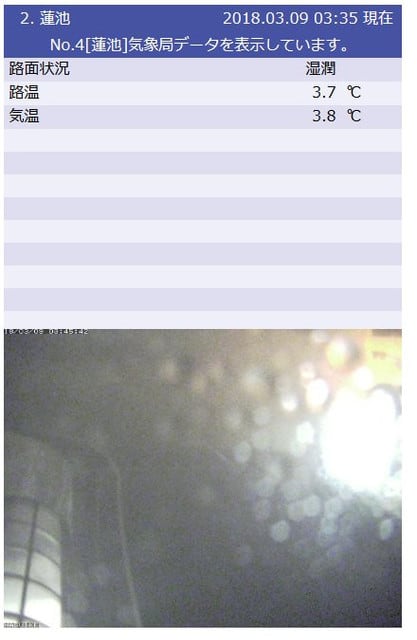 2. 蓮池 2018.03.09 03:35 現在
No.4[蓮池]気象局データを表示しています。
路面状況 湿潤
路温 3.7 ℃
気温 3.8 ℃